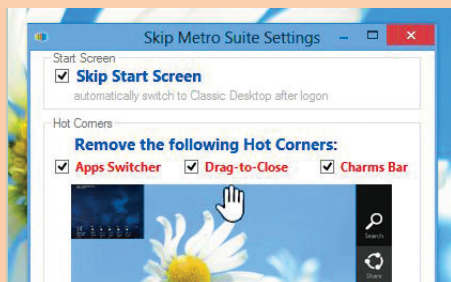 Skip Metro Suite Settings
Start Screen
Skip Start Screen
automatically switch to Classic Desktop after logon
Hot Corners
Remove the following Hot Corners:
Apps Switcher Drag-to-Close Charms Bar
Search
Share